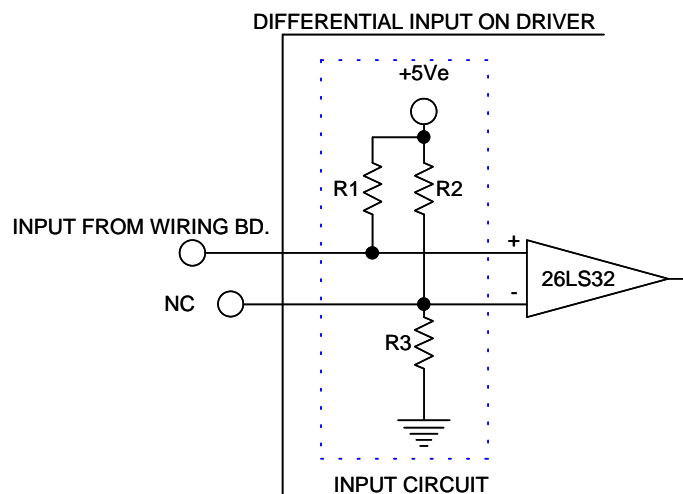 DIFFERENTIAL INPUT ON DRIVER
+5Ve
R1
R2
INPUT FROM WIRING BD.
+
26LS32
NC
-
R3
INPUT CIRCUIT